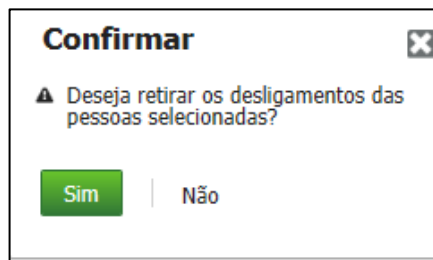 Confirmar
Deseja retirar os desligamentos das
pessoas selecionadas?
Sim
Não